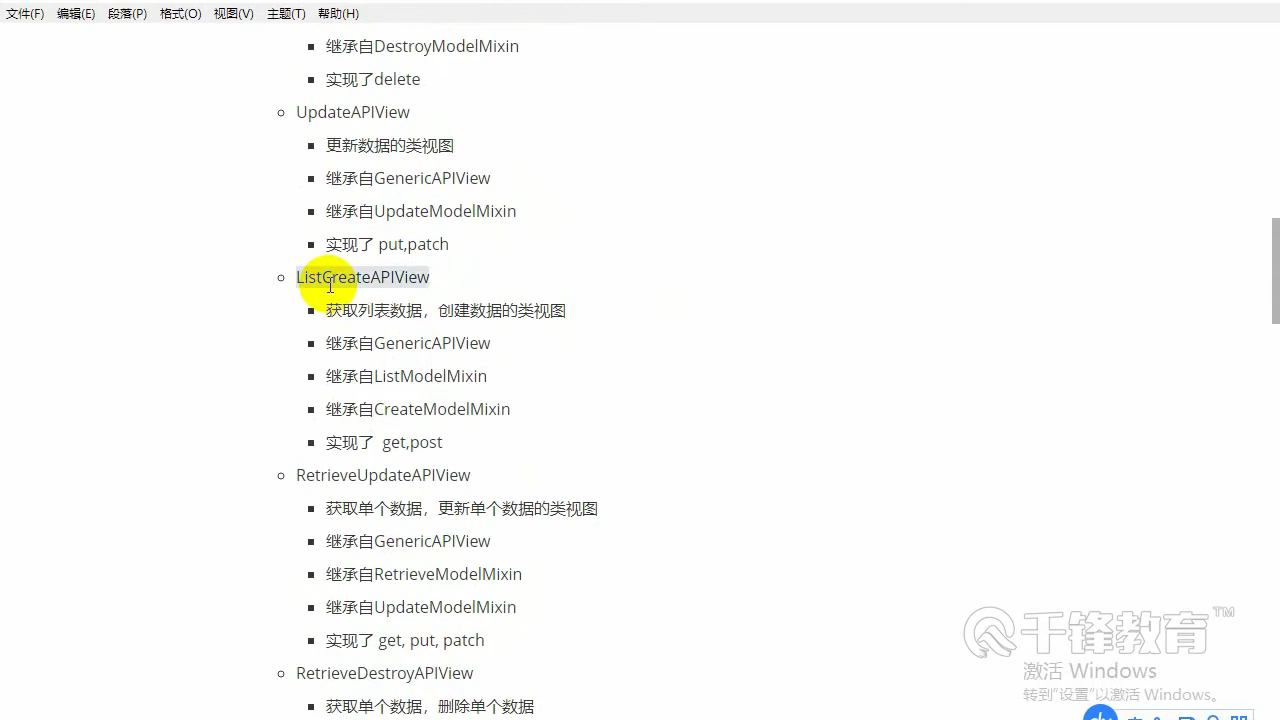 文件(F) 编辑(E) 段落(P) 格式(O) 视图(V) 主题(T) 帮助(H)
继承自DestroyModelMixin
实现了delete
UpdateAPIView
更新数据的类视图
继承自GenericAPIView
继承自UpdateModelMixin
实现了 put,patch
ListCreateAPIView
获取列表数据，创建数据的类视图
继承自GenericAPIView
继承自ListModelMixin
继承自CreateModelMixin
实现了 get,post
RetrieveUpdateAPIView
获取单个数据，更新单个数据的类视图
继承自GenericAPIView
继承自RetrieveModelMixin
继承自UpdateModelMixin
实现了 get, put, patch
RetrieveDestroyAPIView
获取单个数据，删除单个数据
千锋教育™
激活 Windows
转到“设置”以激活 Windows。